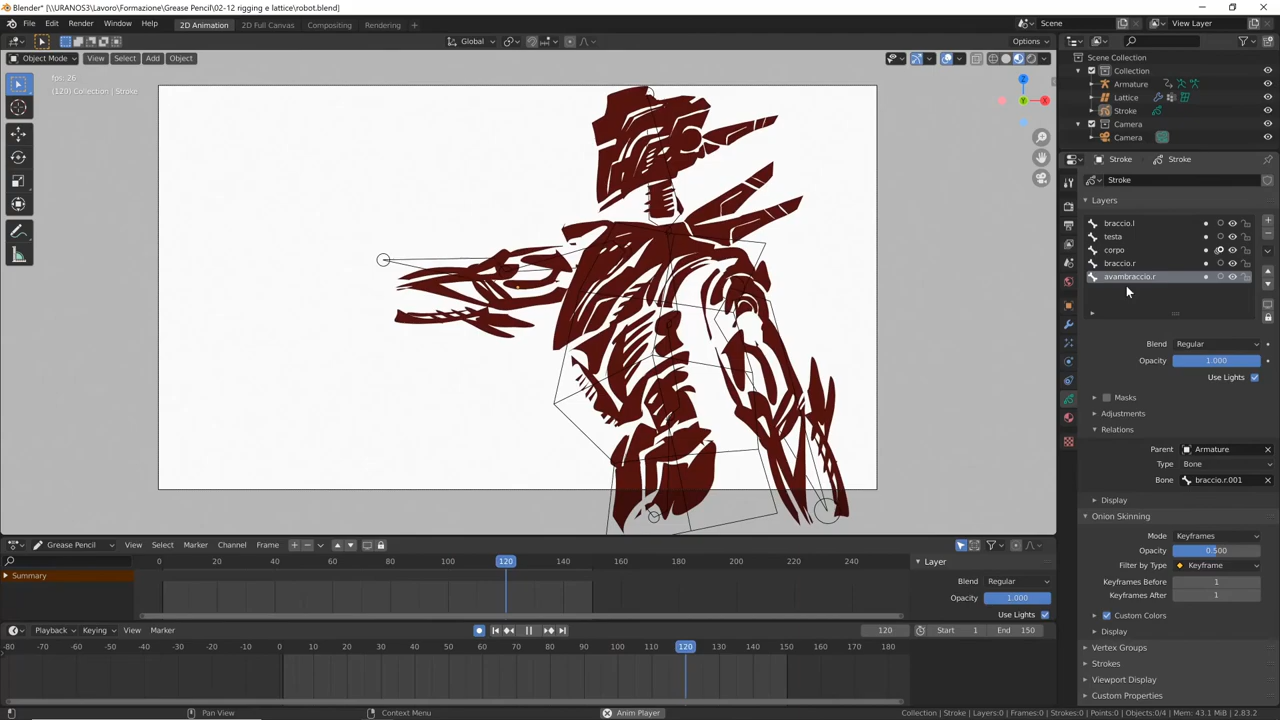 Blender* [\\URANOS3\Lavoro\Formazione\Grease Pencil\02-12 rigging e lattice\robot.blend]
File Edit Render Window Help 2D Animation 2D Full Canvas Compositing Rendering Scene View Layer
Global Options
Object Mode View Select Add Object
fps: 26
(120) Collection | Stroke
Z
Y
X
Scene Collection
Collection
Armature
Lattice
Stroke
Camera
Camera
Stroke Stroke
Stroke
Layers
braccio.l
testa
corpo
braccio.r
avambraccio.r
Blend Regular
Opacity 1.000
Use Lights
Masks
Adjustments
Relations
Parent Armature
Type Bone
Bone braccio.r.001
Display
Onion Skinning
Mode Keyframes
Opacity 0.500
Filter by Type Keyframe
Keyframes Before 1
Keyframes After 1
Custom Colors
Display
Vertex Groups
Strokes
Viewport Display
Custom Properties
Grease Pencil View Select Marker Channel Frame
0 20 40 60 80 100 120 140 160 180 200 220 240
Summary
Layer
Blend Regular
Opacity 1.000
Use Lights
Playback Keying View Marker 120 Start 1 End 150
-80 -70 -60 -50 -40 -30 -20 -10 0 10 20 30 40 50 60 70 80 90 100 110 120 130 140 150 160 170 180
Pan View Context Menu Anim Player Collection | Stroke | Layers:0 | Frames:0 | Strokes:0 | Points:0 | Objects:0/4 | Mem: 43.1 MiB | 2.83.2